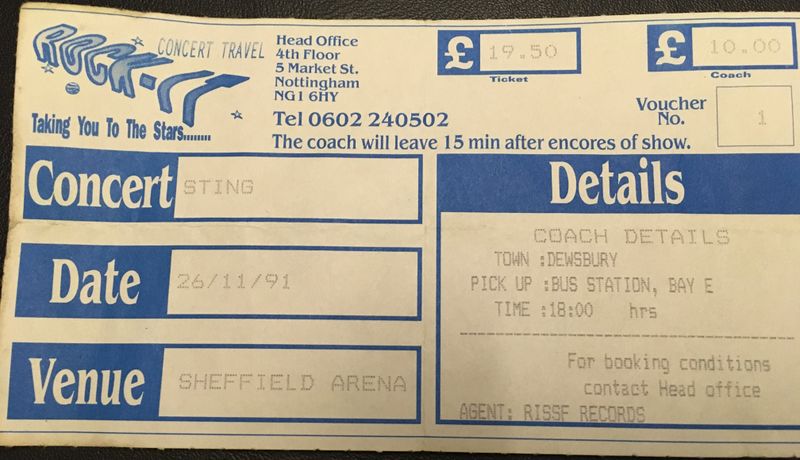 ROCK-IT
CONCERT TRAVEL
Taking You To The Stars........
Head Office
4th Floor
5 Market St.
Nottingham
NG1 6HY
Tel 0602 240502
The coach will leave 15 min after encores of show.
£ 19.50
Ticket
£ 10.00
Coach
Voucher
No. 1
Concert STING
Date 26/11/91
Venue SHEFFIELD ARENA
Details
COACH DETAILS
TOWN :DEWSBURY
PICK UP :BUS STATION, BAY E
TIME :18:00 hrs
For booking conditions
contact Head office
AGENT: RISSF RECORDS